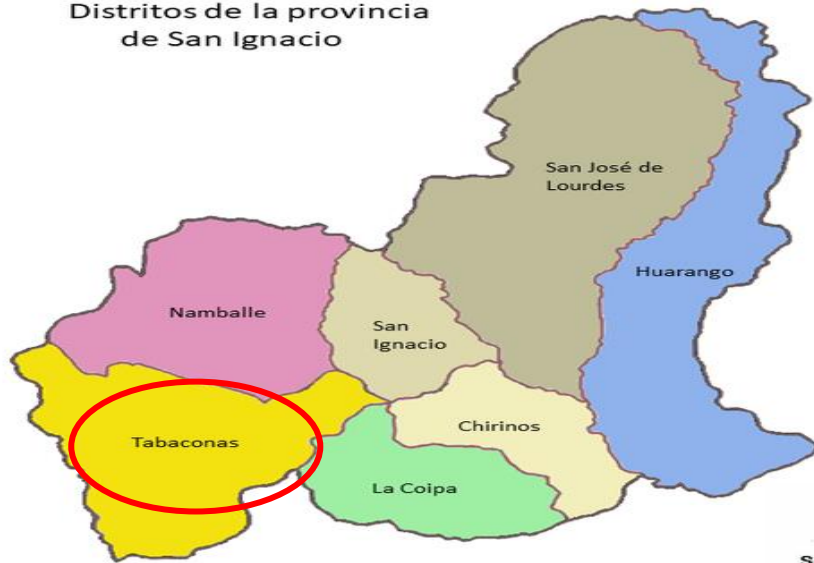 Distritos de la provincia
de San Ignacio
San José de
Lourdes
Huarango
Namballe
San
Ignacio
Chirinos
Tabaconas
La Coipa